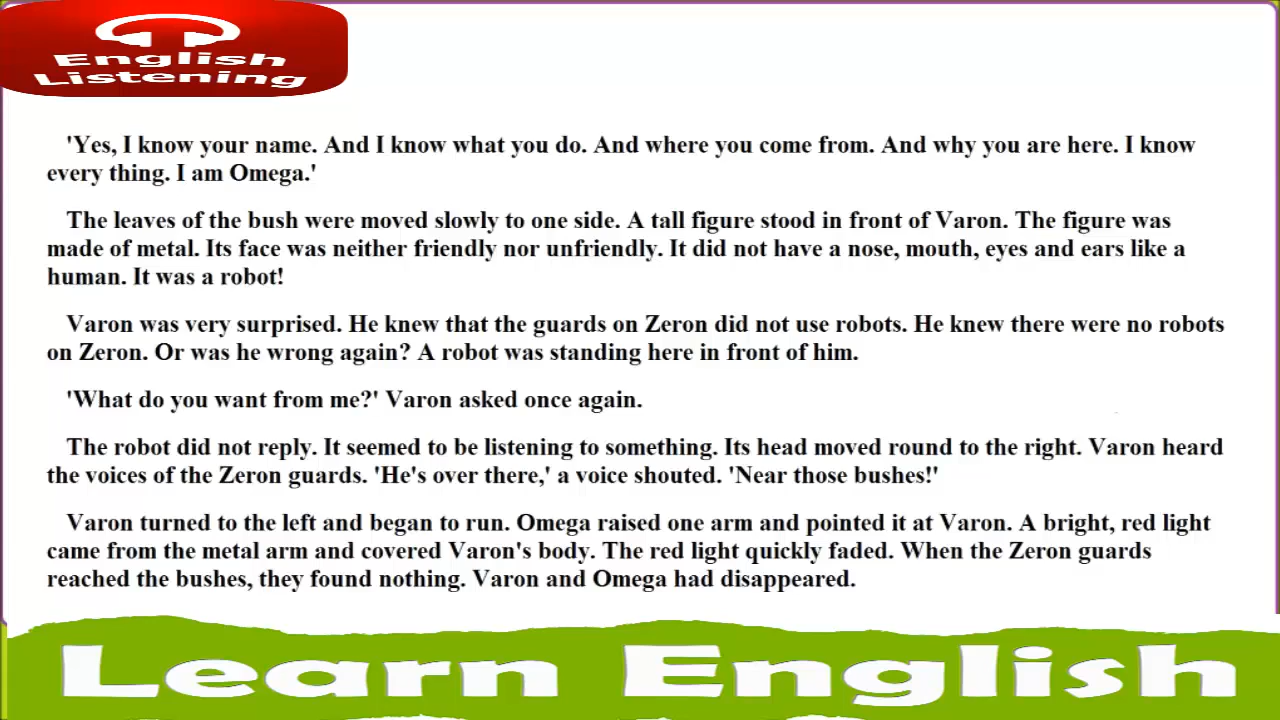 English
Listening
'Yes, I know your name. And I know what you do. And where you come from. And why you are here. I know
every thing. I am Omega.'
The leaves of the bush were moved slowly to one side. A tall figure stood in front of Varon. The figure was
made of metal. Its face was neither friendly nor unfriendly. It did not have a nose, mouth, eyes and ears like a
human. It was a robot!
Varon was very surprised. He knew that the guards on Zeron did not use robots. He knew there were no robots
on Zeron. Or was he wrong again? A robot was standing here in front of him.
'What do you want from me?' Varon asked once again.
The robot did not reply. It seemed to be listening to something. Its head moved round to the right. Varon heard
the voices of the Zeron guards. 'He's over there,' a voice shouted. 'Near those bushes!'
Varon turned to the left and began to run. Omega raised one arm and pointed it at Varon. A bright, red light
came from the metal arm and covered Varon's body. The red light quickly faded. When the Zeron guards
reached the bushes, they found nothing. Varon and Omega had disappeared.
Learn English